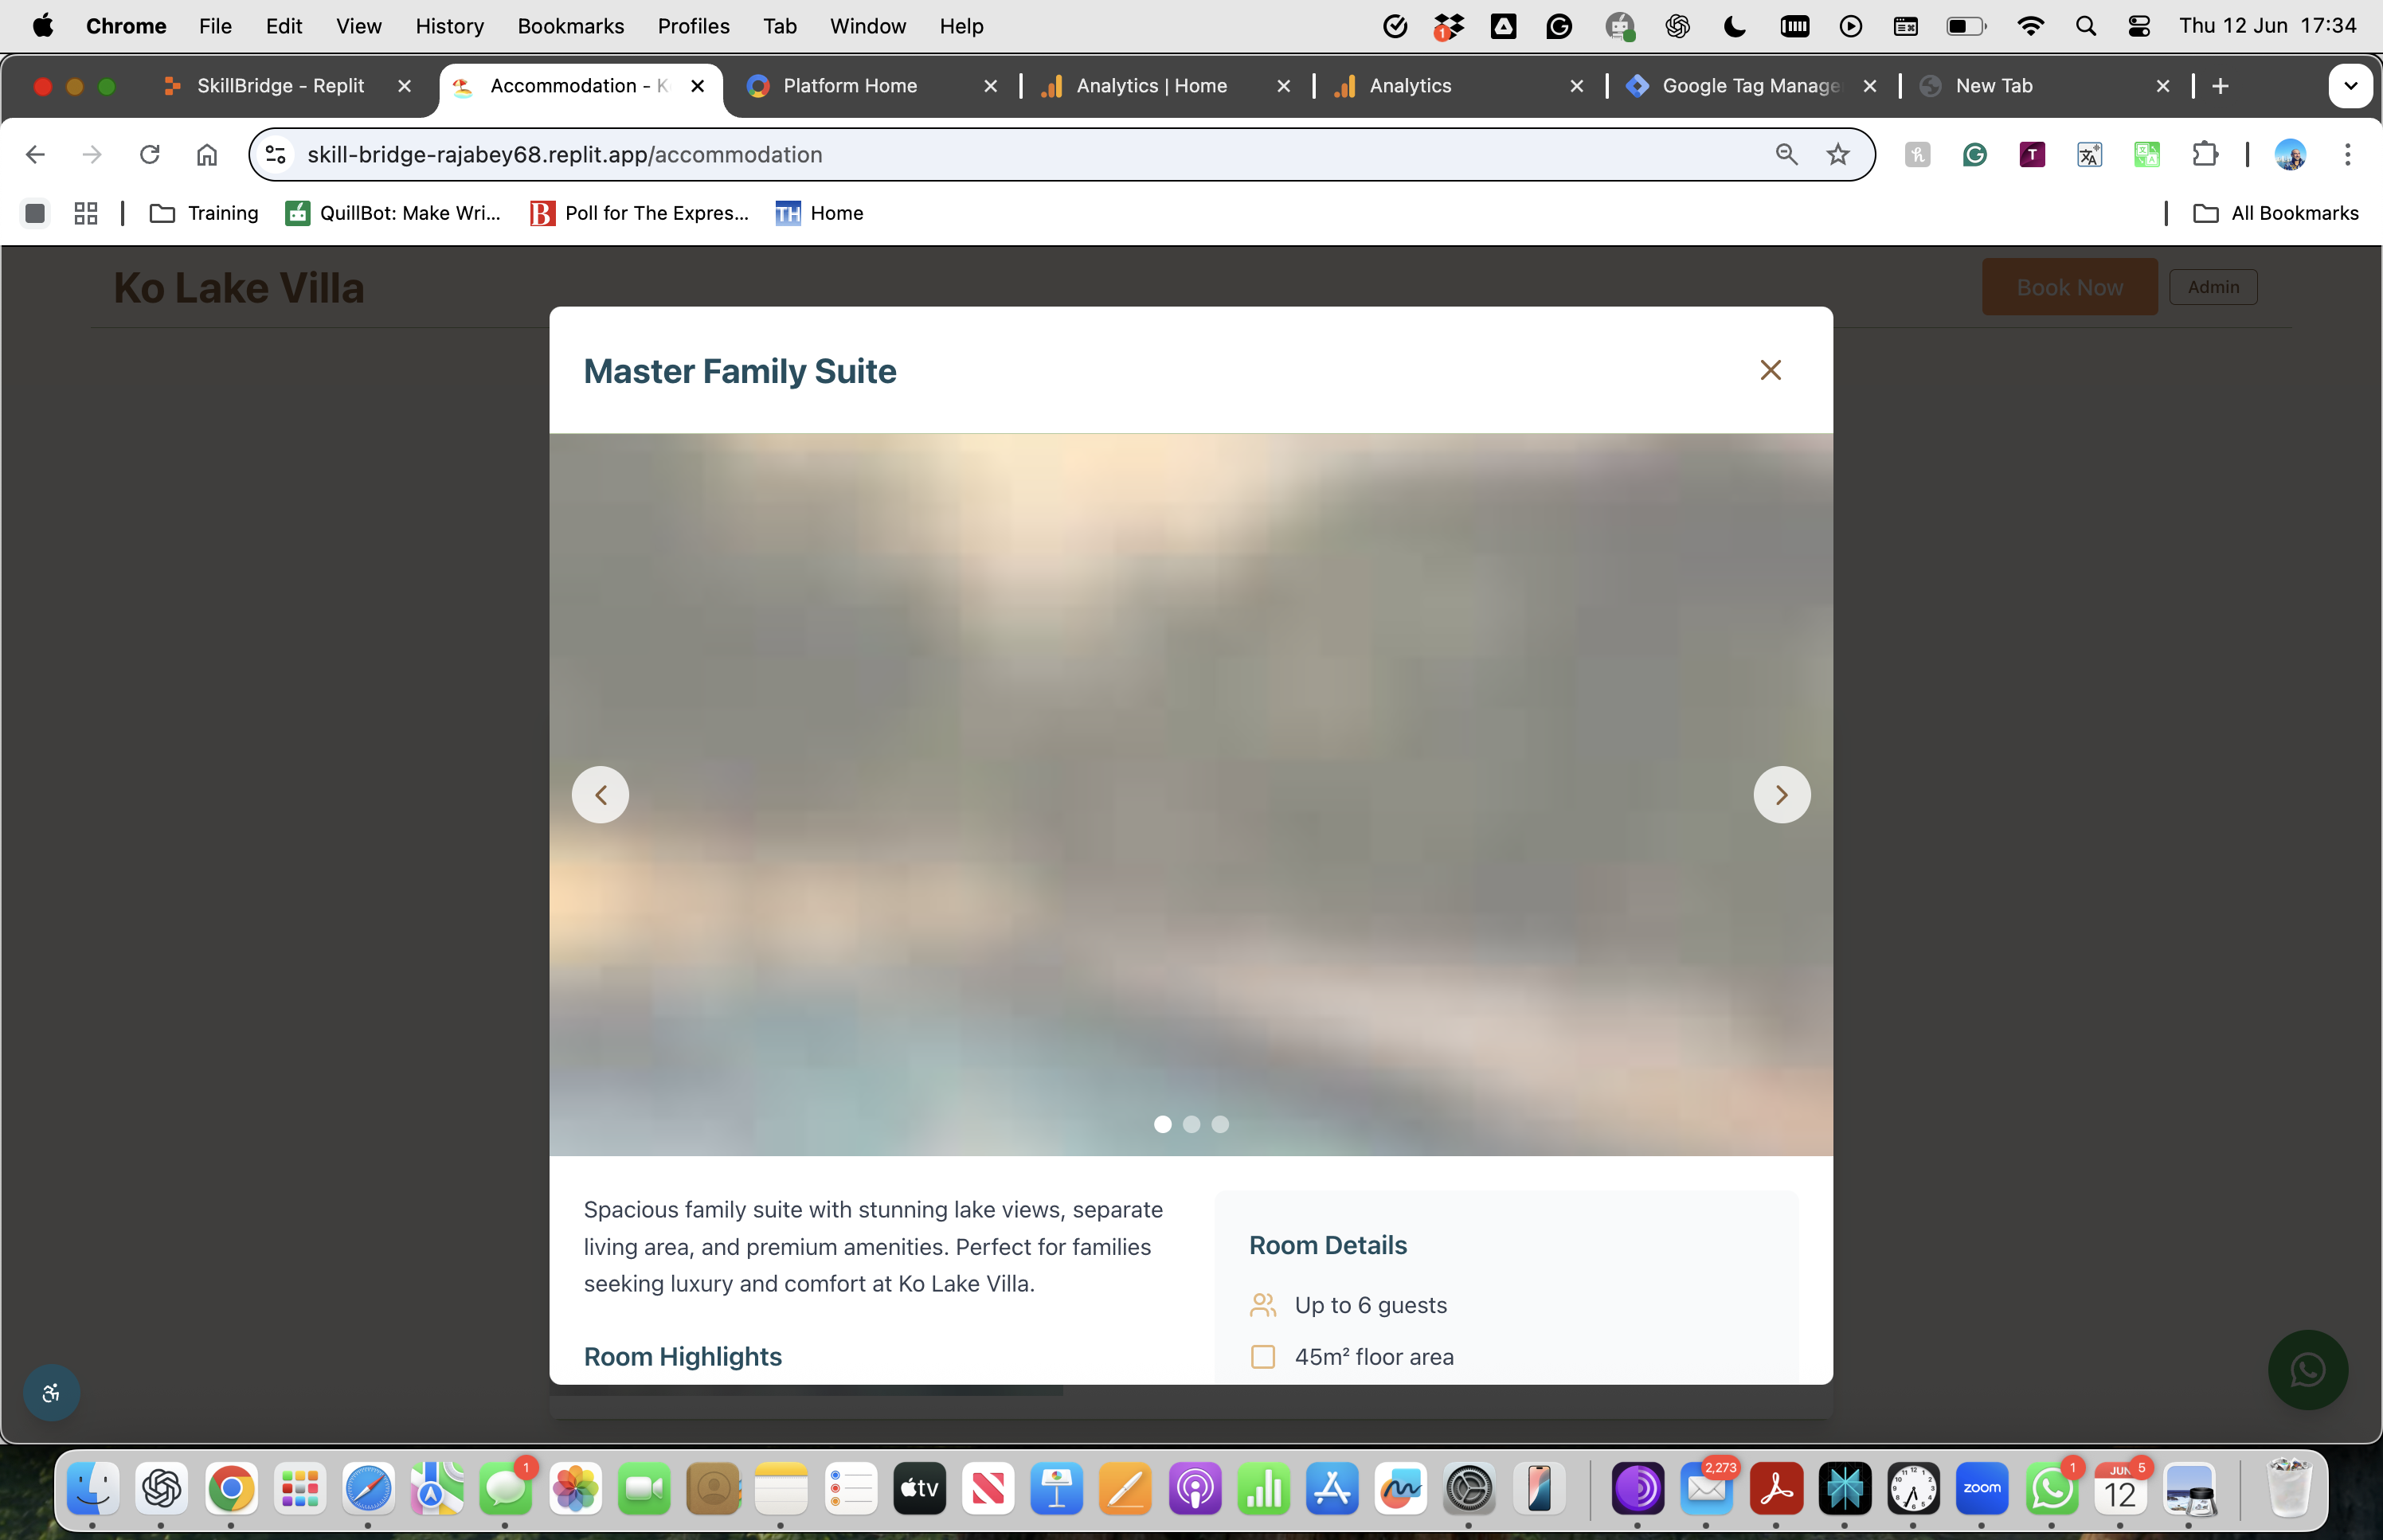 Chrome File Edit View History Bookmarks Profiles Tab Window Help
Thu 12 Jun 17:34
SkillBridge - Replit
Accommodation - K
Platform Home
Analytics | Home
Analytics
Google Tag Manage
New Tab
skill-bridge-rajabey68.replit.app/accommodation
Training
QuillBot: Make Wri...
Poll for The Expres...
Home
All Bookmarks
Ko Lake Villa
Book Now
Admin
Master Family Suite
Spacious family suite with stunning lake views, separate
living area, and premium amenities. Perfect for families
seeking luxury and comfort at Ko Lake Villa.
Room Highlights
Room Details
Up to 6 guests
45m² floor area
1
tv
2,273
zoom
1
JUN 5
12